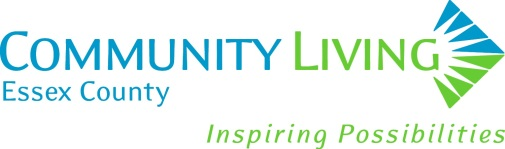 COMMUNITY LIVING
Essex County
Inspiring Possibilities